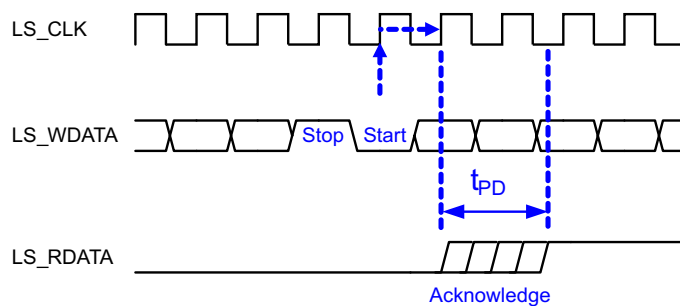 LS_CLK
LS_WDATA
Stop
Start
tPD
LS_RDATA
Acknowledge